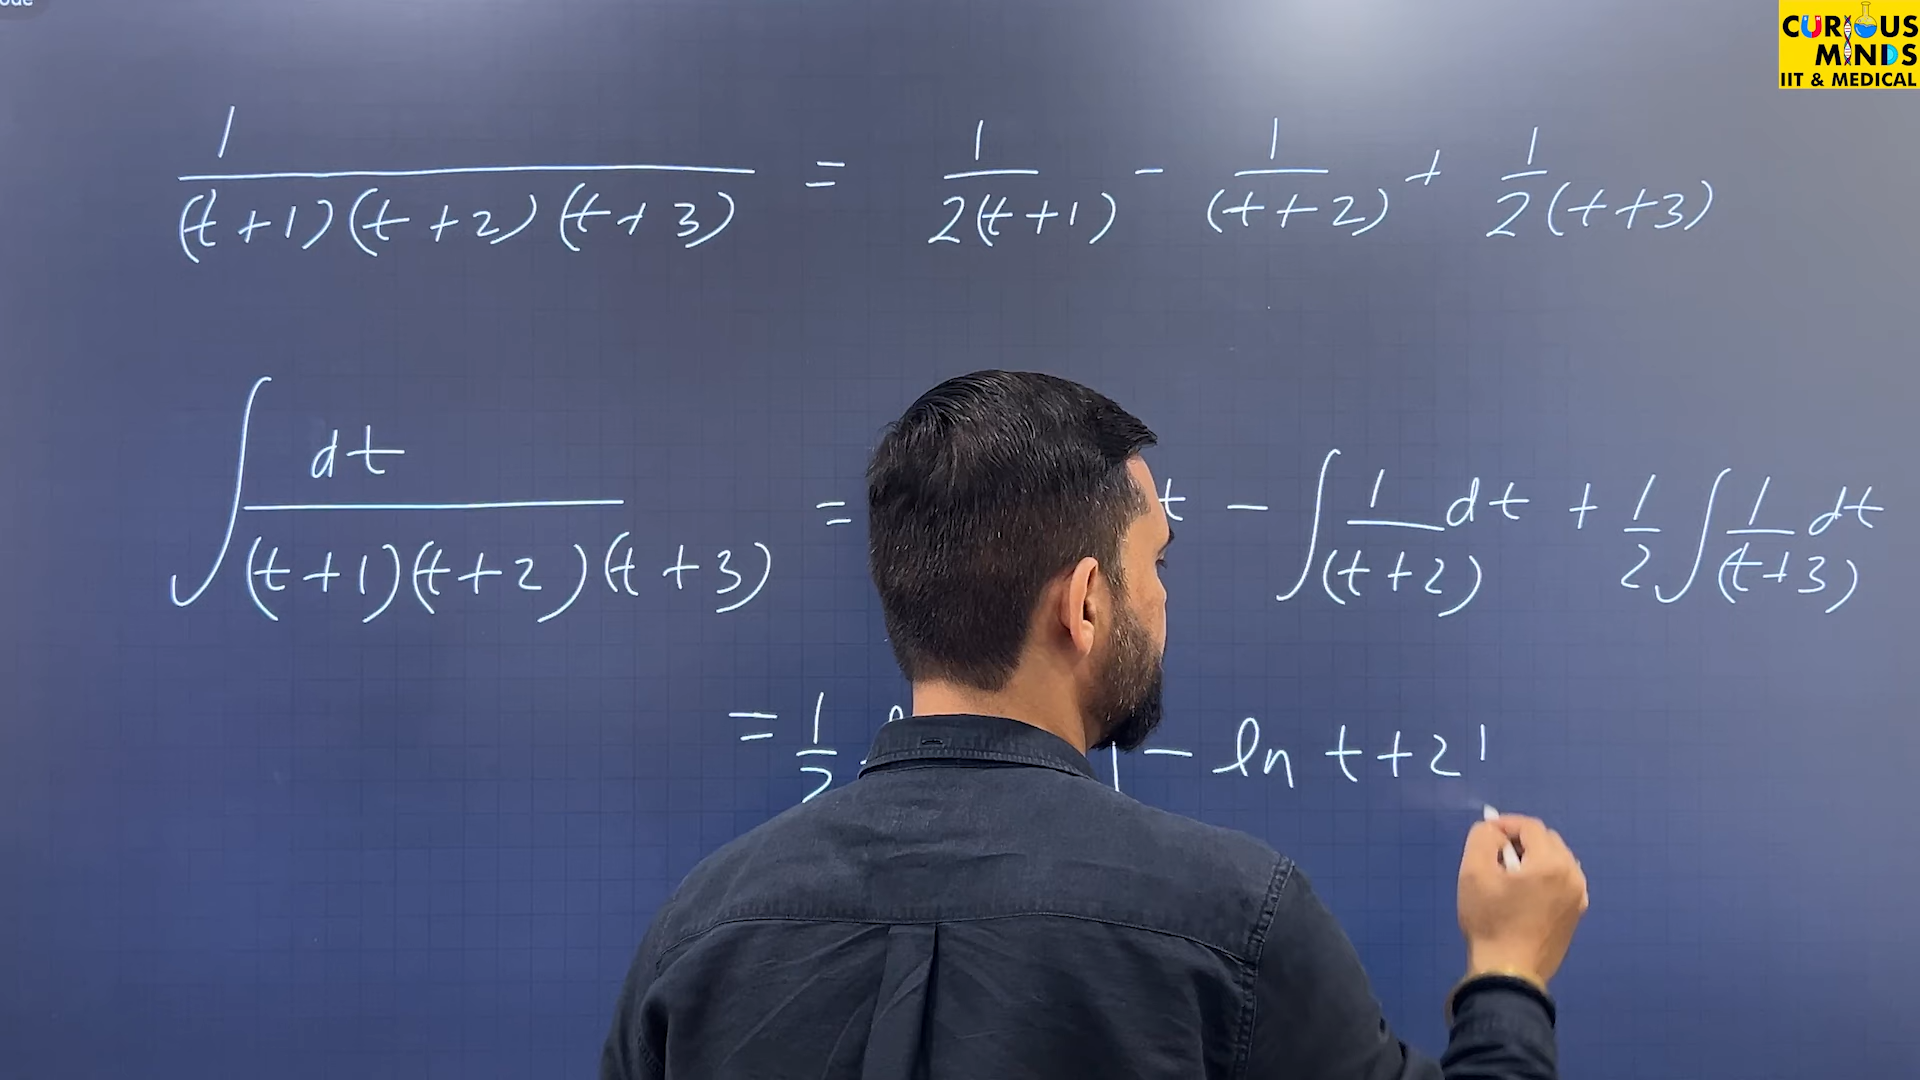 ode
CURIOUS
MINDS
IIT & MEDICAL
1/((t+1)(t+2)(t+3)) = 1/(2(t+1)) - 1/(t+2) + 1/(2(t+3))
∫ dt/((t+1)(t+2)(t+3)) = t - ∫ 1/(t+2) dt + 1/2 ∫ 1/(t+3) dt
= 1/2 | - ln t+2|